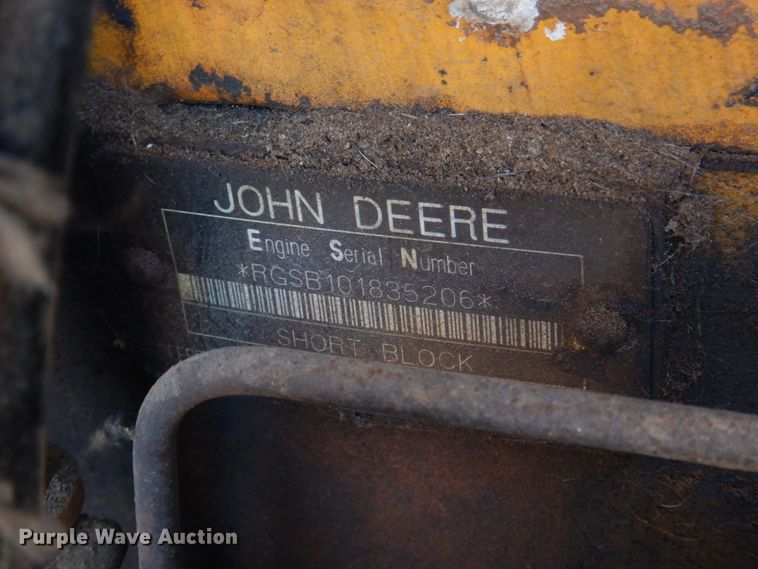 JOHN DEERE
Engine Serial Number
*RGSB101835206*
SHORT BLOCK
Purple Wave Auction